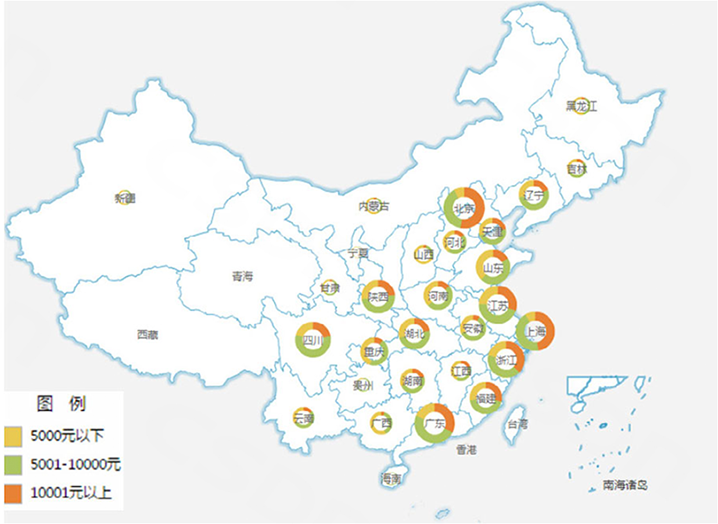 黑龙江
吉林
新疆
内蒙古
辽宁
北京
天津
河北
宁夏
山西
山东
青海
甘肃
陕西
河南
江苏
西藏
四川
湖北
安徽
上海
重庆
浙江
贵州
湖南
江西
福建
云南
广西
广东
台湾
香港
海南
南海诸岛
图 例
5000元以下
5001-10000元
10001元以上